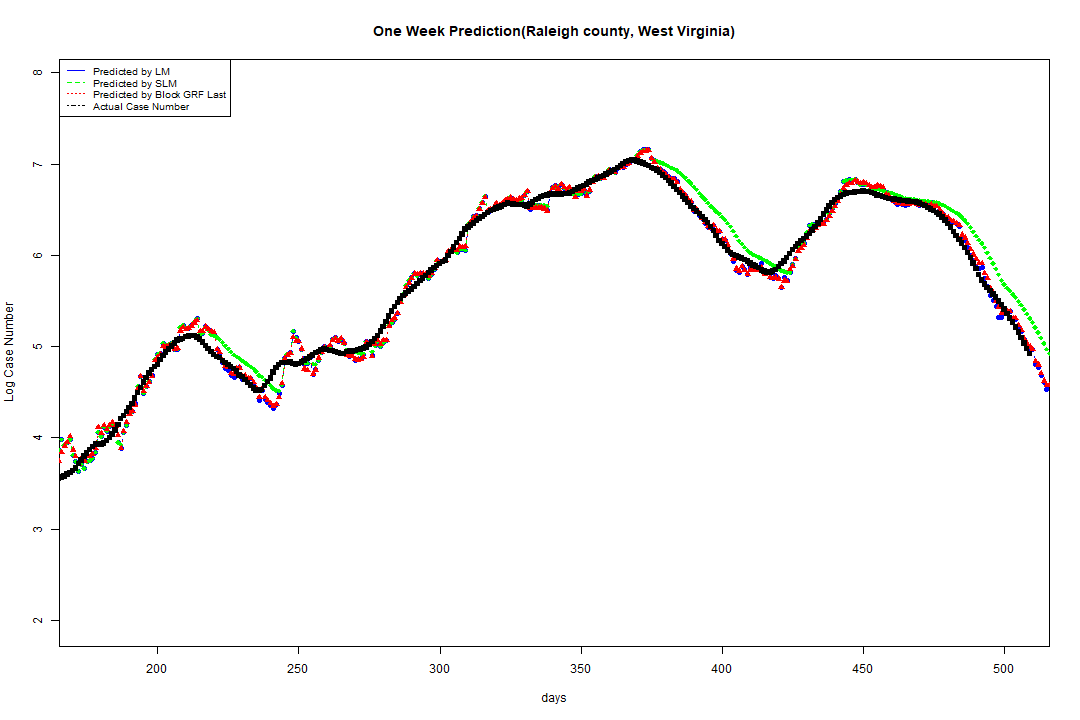 One Week Prediction(Raleigh county, West Virginia)
Predicted by LM
Predicted by SLM
Predicted by Block GRF Last
Actual Case Number
8
7
6
5
4
3
2
Log Case Number
200 250 300 350 400 450 500
days